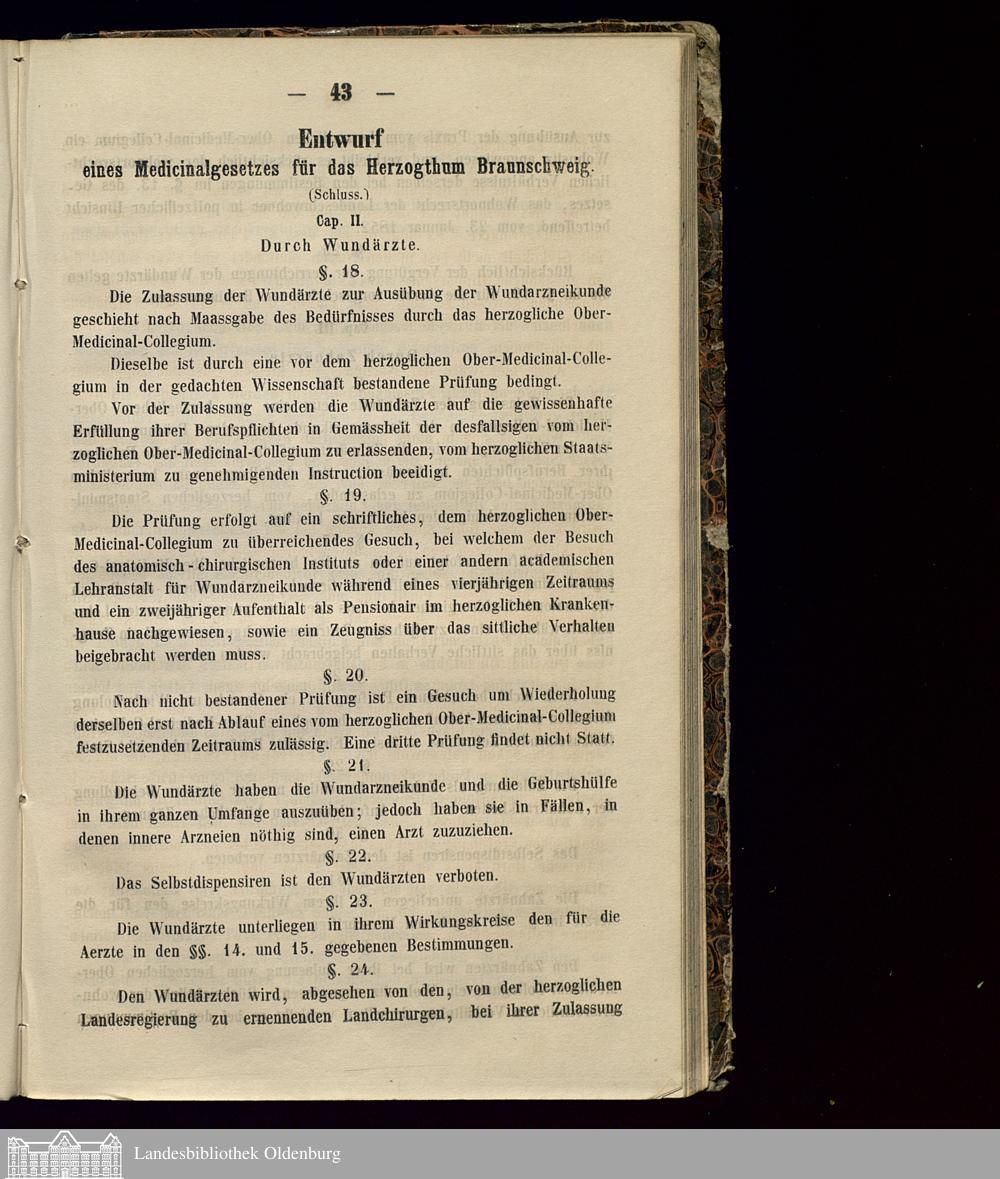 — 43 —
Entwurf
eines Medicinalgesetzes für das Herzogthum Braunschweig.
(Schluss.)
Cap. II.
Durch Wundärzte.
§. 18.
Die Zulassung der Wundärzte zur Ausübung der Wundarzneikunde
geschieht nach Maassgabe des Bedürfnisses durch das herzogliche Ober-
Medicinal-Collegium.
Dieselbe ist durch eine vor dem herzoglichen Ober-Medicinal-Colle-
gium in der gedachten Wissenschaft bestandene Prüfung bedingt.
Vor der Zulassung werden die Wundärzte auf die gewissenhafte
Erfüllung ihrer Berufspflichten in Gemässheit der desfallsigen vom her-
zoglichen Ober-Medicinal-Collegium zu erlassenden, vom herzoglichen Staats-
ministerium zu genehmigenden Instruction beeidigt.
§. 19.
Die Prüfung erfolgt auf ein schriftliches, dem herzoglichen Ober-
Medicinal-Collegium zu überreichendes Gesuch, bei welchem der Besuch
des anatomisch-chirurgischen Instituts oder einer andern academischen
Lehranstalt für Wundarzneikunde während eines vierjährigen Zeitraums
und ein zweijähriger Aufenthalt als Pensionair im herzoglichen Kranken-
hause nachgewiesen, sowie ein Zeugniss über das sittliche Verhalten
beigebracht werden muss.
§. 20.
Nach nicht bestandener Prüfung ist ein Gesuch um Wiederholung
derselben erst nach Ablauf eines vom herzoglichen Ober-Medicinal-Collegium
festzusetzenden Zeitraums zulässig. Eine dritte Prüfung findet nicht Statt.
§. 21.
Die Wundärzte haben die Wundarzneikunde und die Geburtshülfe
in ihrem ganzen Umfange auszuüben; jedoch haben sie in Fällen, in
denen innere Arzneien nöthig sind, einen Arzt zuzuziehen.
§. 22.
Das Selbstdispensiren ist den Wundärzten verboten.
§. 23.
Die Wundärzte unterliegen in ihrem Wirkungskreise den für die
Aerzte in den §§. 14. und 15. gegebenen Bestimmungen.
§. 24.
Den Wundärzten wird, abgesehen von den, von der herzoglichen
Landesregierung zu ernennenden Landchirurgen, bei ihrer Zulassung
Landesbibliothek Oldenburg